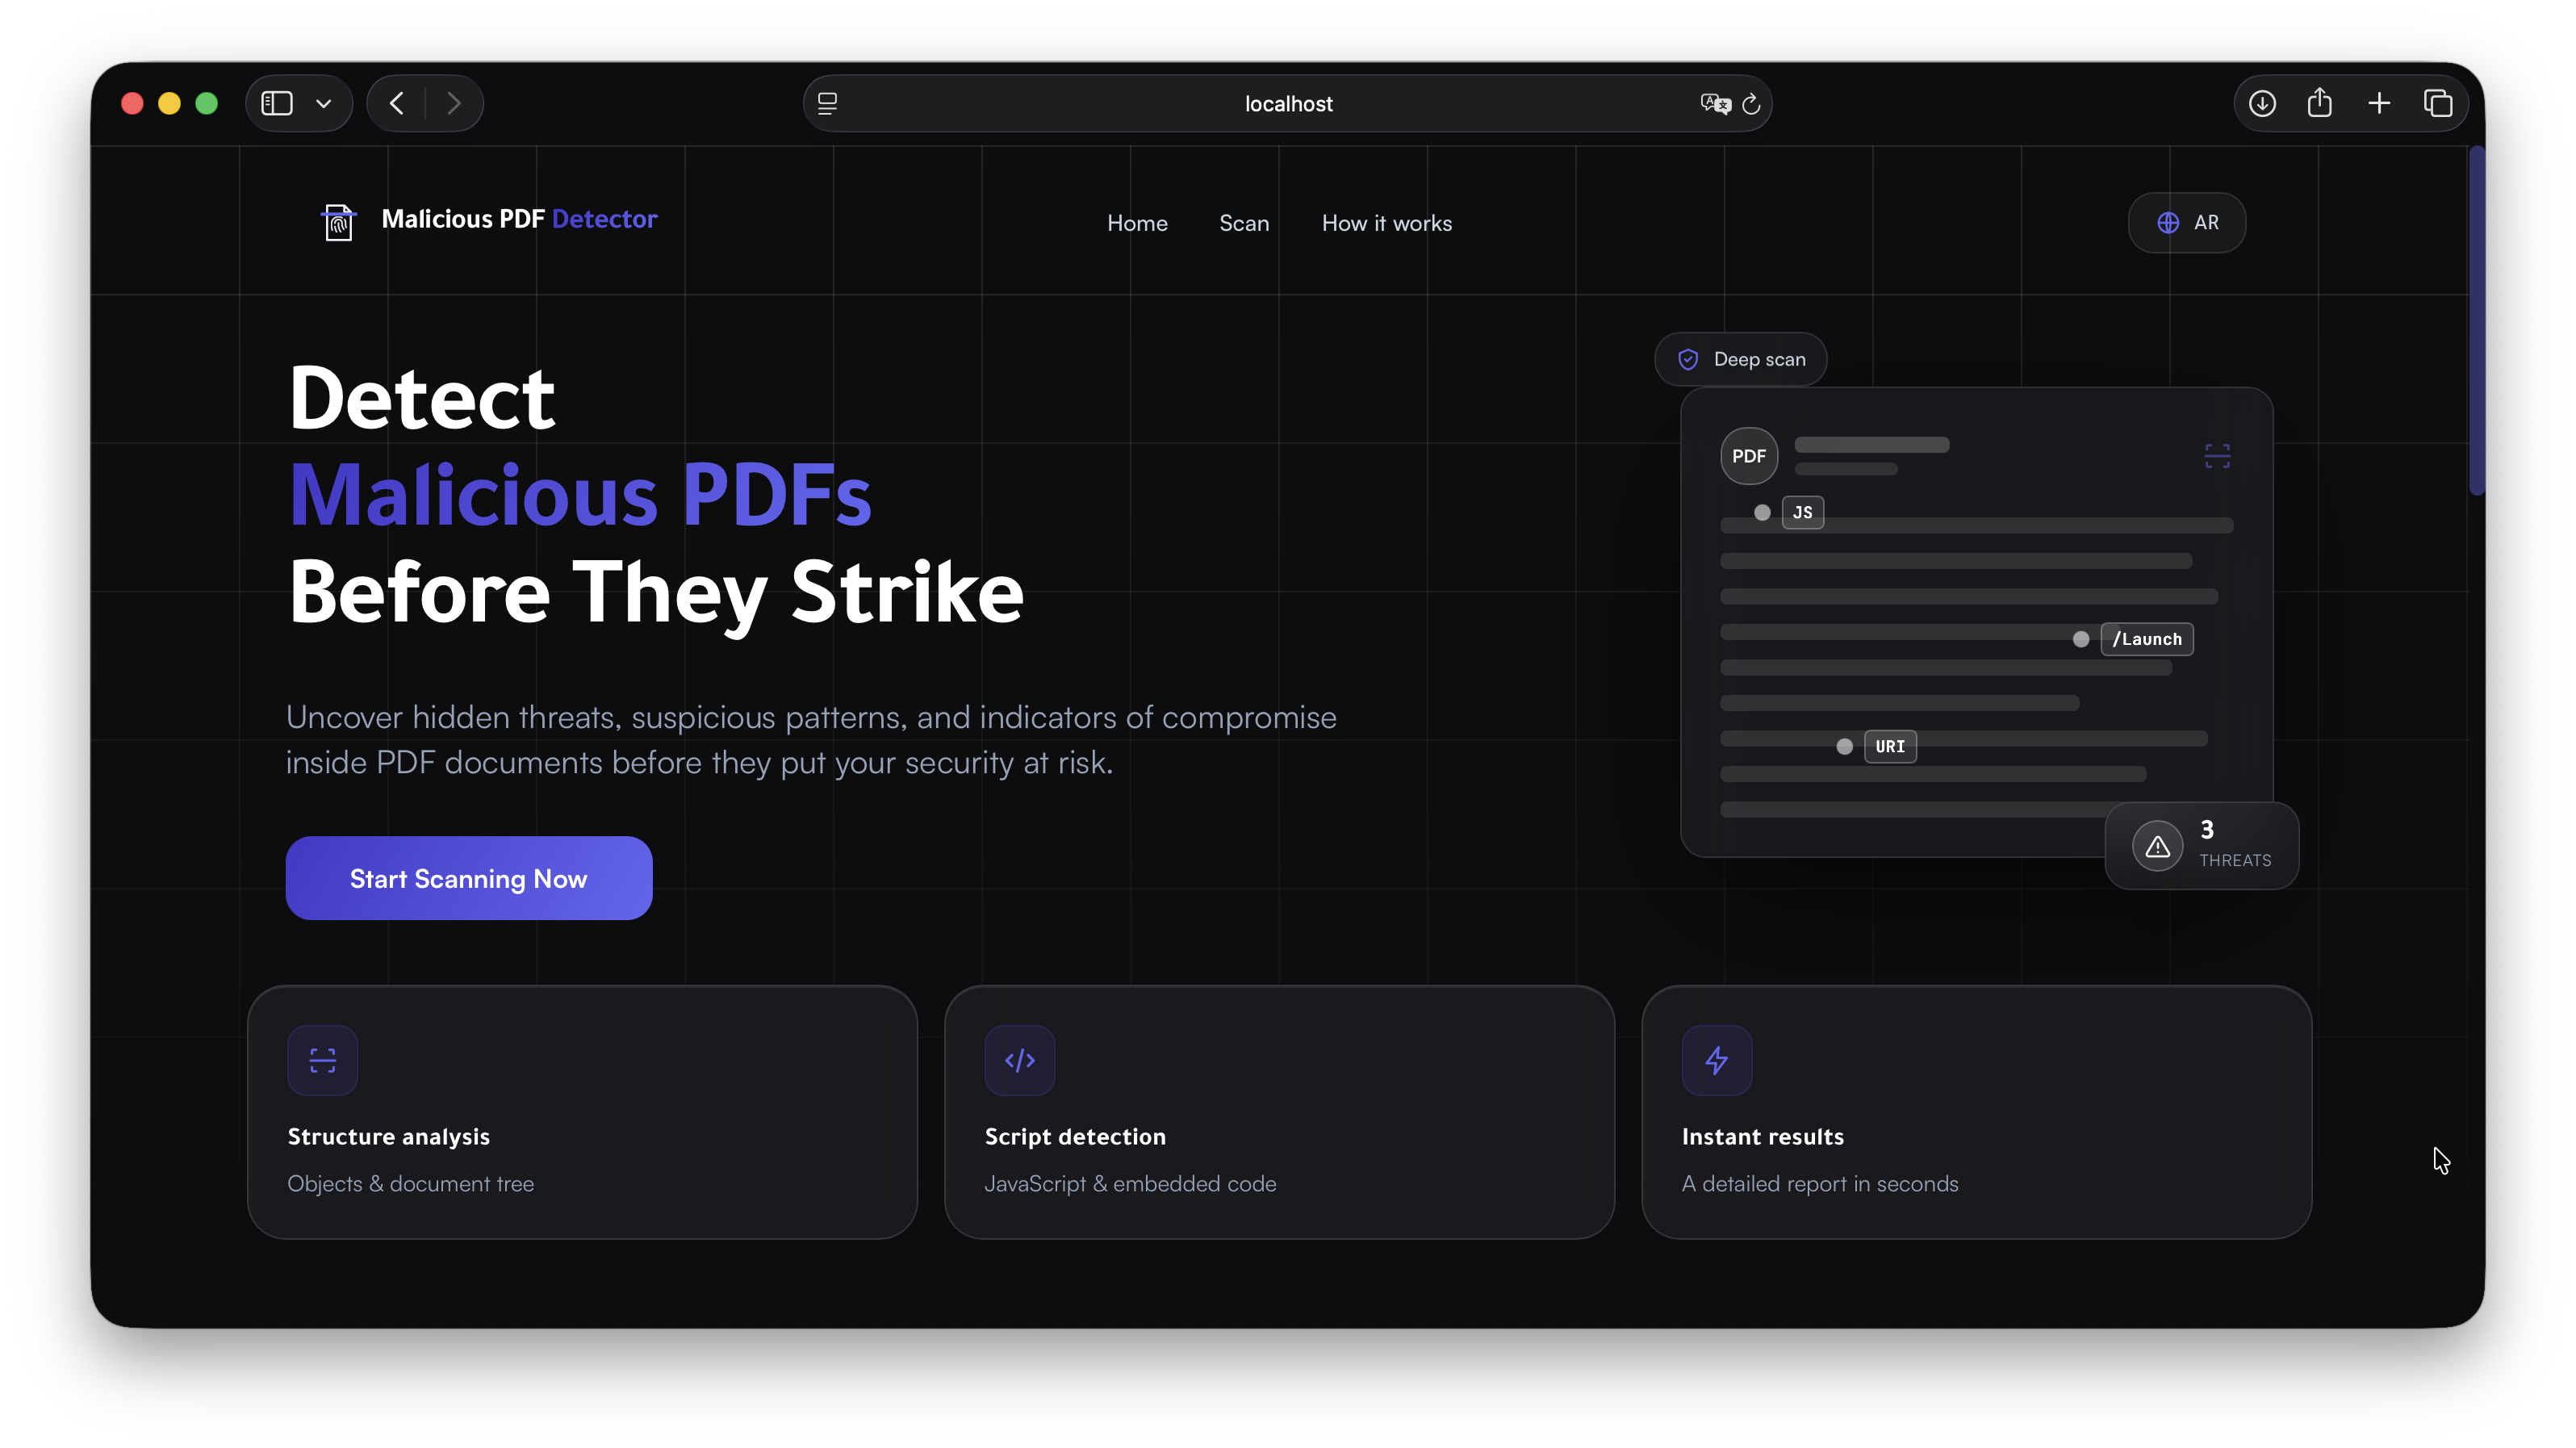 localhost
Malicious PDF Detector
Home
Scan
How it works
AR
Detect
Malicious PDFs
Before They Strike
Uncover hidden threats, suspicious patterns, and indicators of compromise
inside PDF documents before they put your security at risk.
Start Scanning Now
Deep scan
PDF
JS
/Launch
URI
3
THREATS
Structure analysis
Objects & document tree
Script detection
JavaScript & embedded code
Instant results
A detailed report in seconds